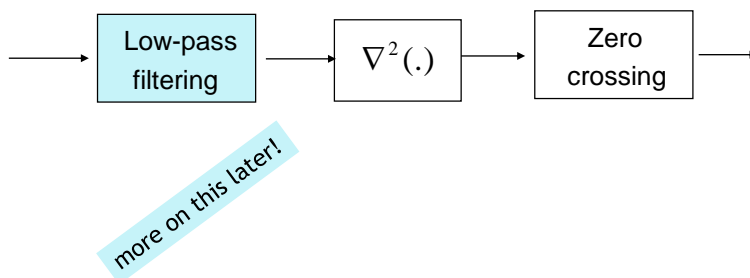 Low-pass
filtering
∇²(.)
Zero
crossing
more on this later!